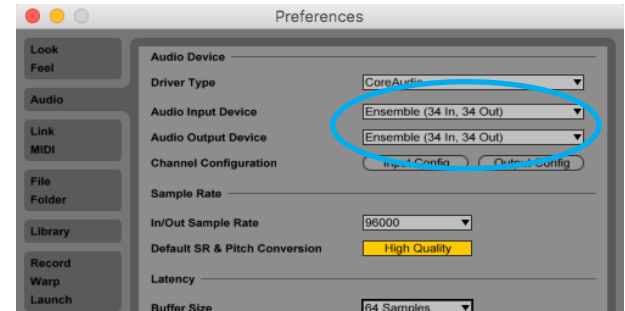 Preferences
Look
Feel
Audio
Link
MIDI
File
Folder
Library
Record
Warp
Launch
Audio Device
Driver Type CoreAudio
Audio Input Device Ensemble (34 In, 34 Out)
Audio Output Device Ensemble (34 In, 34 Out)
Channel Configuration Input Config Output Config
Sample Rate
In/Out Sample Rate 96000
Default SR & Pitch Conversion High Quality
Latency
Buffer Size 64 Samples